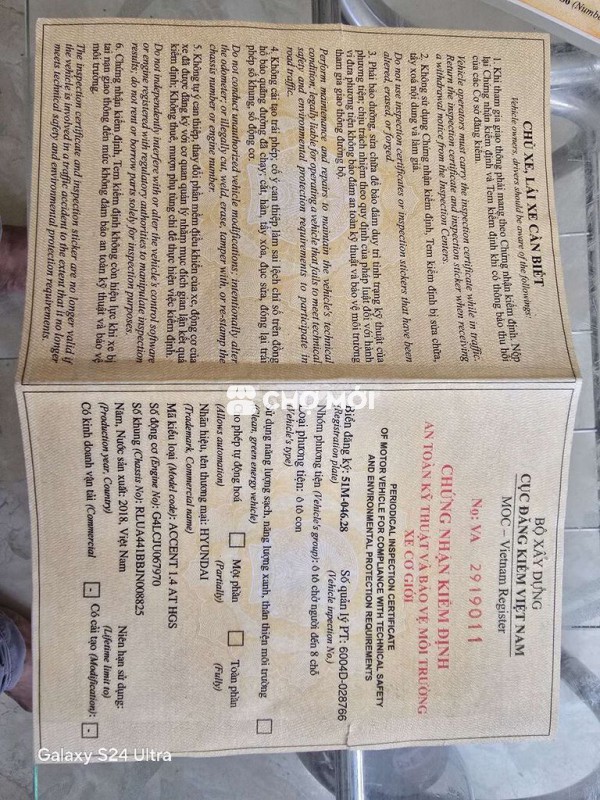 CHỦ XE, LÁI XE CẦN BIẾT
Vehicle owners, drivers should be aware of the followings:
1. Khi tham gia giao thông phải mang theo Chứng nhận kiểm định. Nộp
lại Chứng nhận kiểm định và Tem kiểm định khi có thông báo thu hồi
của các Cơ sở đăng kiểm.
Vehicle operators must carry the inspection certificate while in traffic.
Return the inspection certificate and inspection sticker when receiving
a withdrawal notice from the Inspection Centers.
2. Không sử dụng Chứng nhận kiểm định, Tem kiểm định bị sửa chữa,
tẩy xoá nội dung và làm giả.
Do not use inspection certificates or inspection stickers that have been
altered, erased, or forged.
3. Phải bảo dưỡng, sửa chữa để bảo đảm duy trì tình trạng kỹ thuật của
phương tiện; chịu trách nhiệm theo quy định của pháp luật đối với hành
vi đưa phương tiện không bảo đảm an toàn kỹ thuật và bảo vệ môi trường
tham gia giao thông đường bộ.
Perform maintenance and repairs to maintain the vehicle's technical
condition; legally liable for operating a vehicle that fails to meet technical
safety and environmental protection requirements to participate in
road traffic.
4. Không cải tạo trái phép; cố ý can thiệp làm sai lệch chỉ số trên đồng
hồ báo quãng đường đã chạy; cắt, hàn, tẩy xóa, đục sửa, đóng lại trái
phép số khung, số động cơ.
Do not conduct unauthorized vehicle modifications; intentionally alter
the odometer, or illegally cut, weld, erase, tamper with, or re-stamp the
chassis number or engine number.
5. Không tự ý can thiệp, thay đổi phần mềm điều khiển của xe, động cơ của
xe đã được đăng ký với cơ quan quản lý nhằm mục đích gian lận kết quả
kiểm định; không thuê, mượn phụ tùng chỉ để thực hiện việc kiểm định.
Do not independently interfere with or alter the vehicle's control software
or engine registered with regulatory authorities to manipulate inspection
results; do not rent or borrow parts solely for inspection purposes.
6. Chứng nhận kiểm định, Tem kiểm định không còn hiệu lực khi xe bị
tai nạn giao thông đến mức không đảm bảo an toàn kỹ thuật và bảo vệ
môi trường.
The inspection certificate and inspection sticker are no longer valid if
the vehicle is involved in a traffic accident to the extent that it no longer
meets technical safety and environmental protection requirements.
BỘ XÂY DỰNG
CỤC ĐĂNG KIỂM VIỆT NAM
MOC – Vietnam Register
No: VA 2919011
CHỨNG NHẬN KIỂM ĐỊNH
AN TOÀN KỸ THUẬT VÀ BẢO VỆ MÔI TRƯỜNG
XE CƠ GIỚI
PERIODICAL INSPECTION CERTIFICATE
OF MOTOR VEHICLE FOR COMPLIANCE WITH TECHNICAL SAFETY
AND ENVIRONMENTAL PROTECTION REQUIREMENTS
Biển đăng ký: 51M-046.28 Số quản lý PT: 6004D-028766
(Registration plate) (Vehicle inpection No.)
Nhóm phương tiện (Vehicle's group): ô tô chở người đến 8 chỗ
Loại phương tiện: ô tô con
(Vehicle's type)
Sử dụng năng lượng sạch, năng lượng xanh, thân thiện môi trường
(Clean, green energy vehicle)
Cho phép tự động hoá Một phần Toàn phần
(Allows automation) (Partially) (Fully)
Nhãn hiệu, tên thương mại: HYUNDAI
(Trademark, Commercial name)
Mã kiểu loại (Model code): ACCENT 1.4 AT HGS
Số động cơ (Engine No): G4LCJU067970
Số khung (Chassis No): RLUA441BBJN008825
Năm, Nước sản xuất: 2018, Việt Nam Niên hạn sử dụng:
(Production year, Country) (Lifetime limit to)
Có kinh doanh vận tải (Commercial - Có cải tạo (Modification): -
CHỢ TỐT
Galaxy S24 Ultra